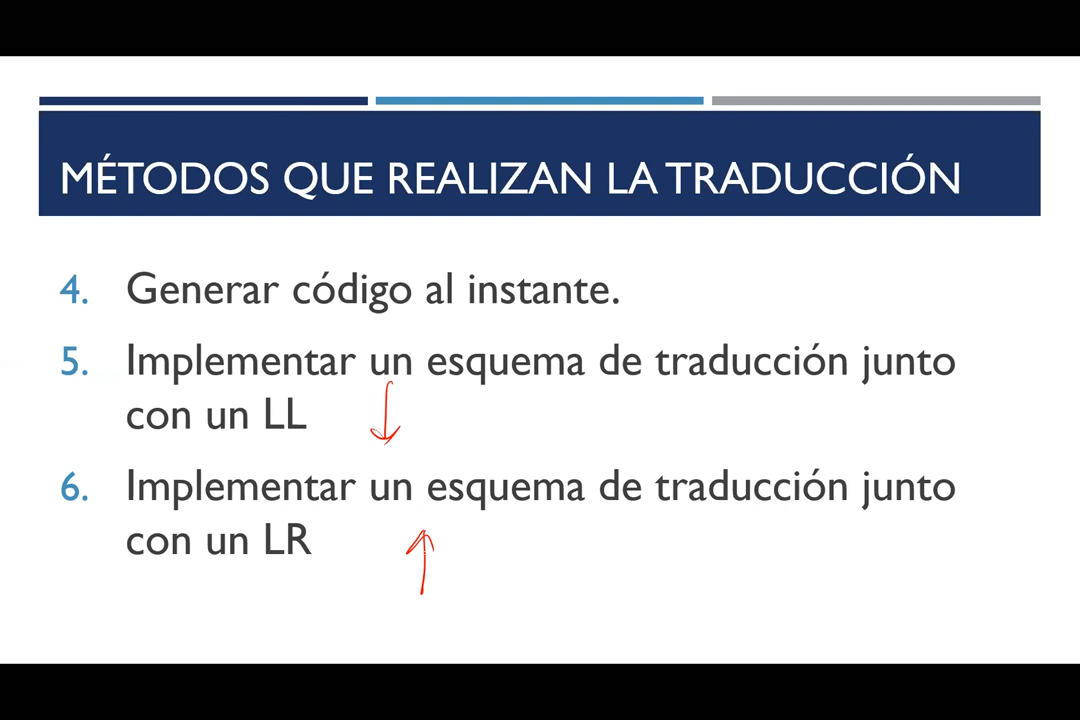 MÉTODOS QUE REALIZAN LA TRADUCCIÓN
4. Generar código al instante.
5. Implementar un esquema de traducción junto
con un LL
6. Implementar un esquema de traducción junto
con un LR